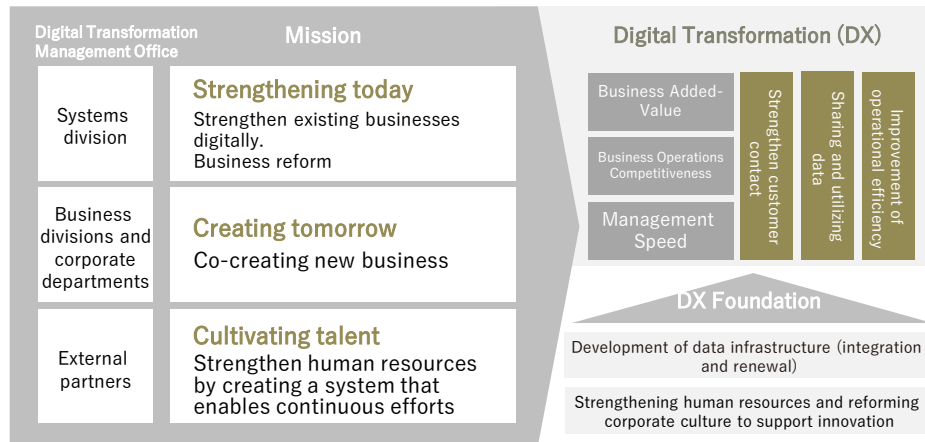 Digital Transformation
Management Office
Mission
Systems
division
Strengthening today
Strengthen existing businesses
digitally.
Business reform
Business
divisions and
corporate
departments
Creating tomorrow
Co-creating new business
External
partners
Cultivating talent
Strengthen human resources
by creating a system that
enables continuous efforts
Digital Transformation (DX)
Business Added-
Value
Business Operations
Competitiveness
Management
Speed
Strengthen customer
contact
Sharing and utilizing
data
Improvement of
operational efficiency
DX Foundation
Development of data infrastructure (integration
and renewal)
Strengthening human resources and reforming
corporate culture to support innovation